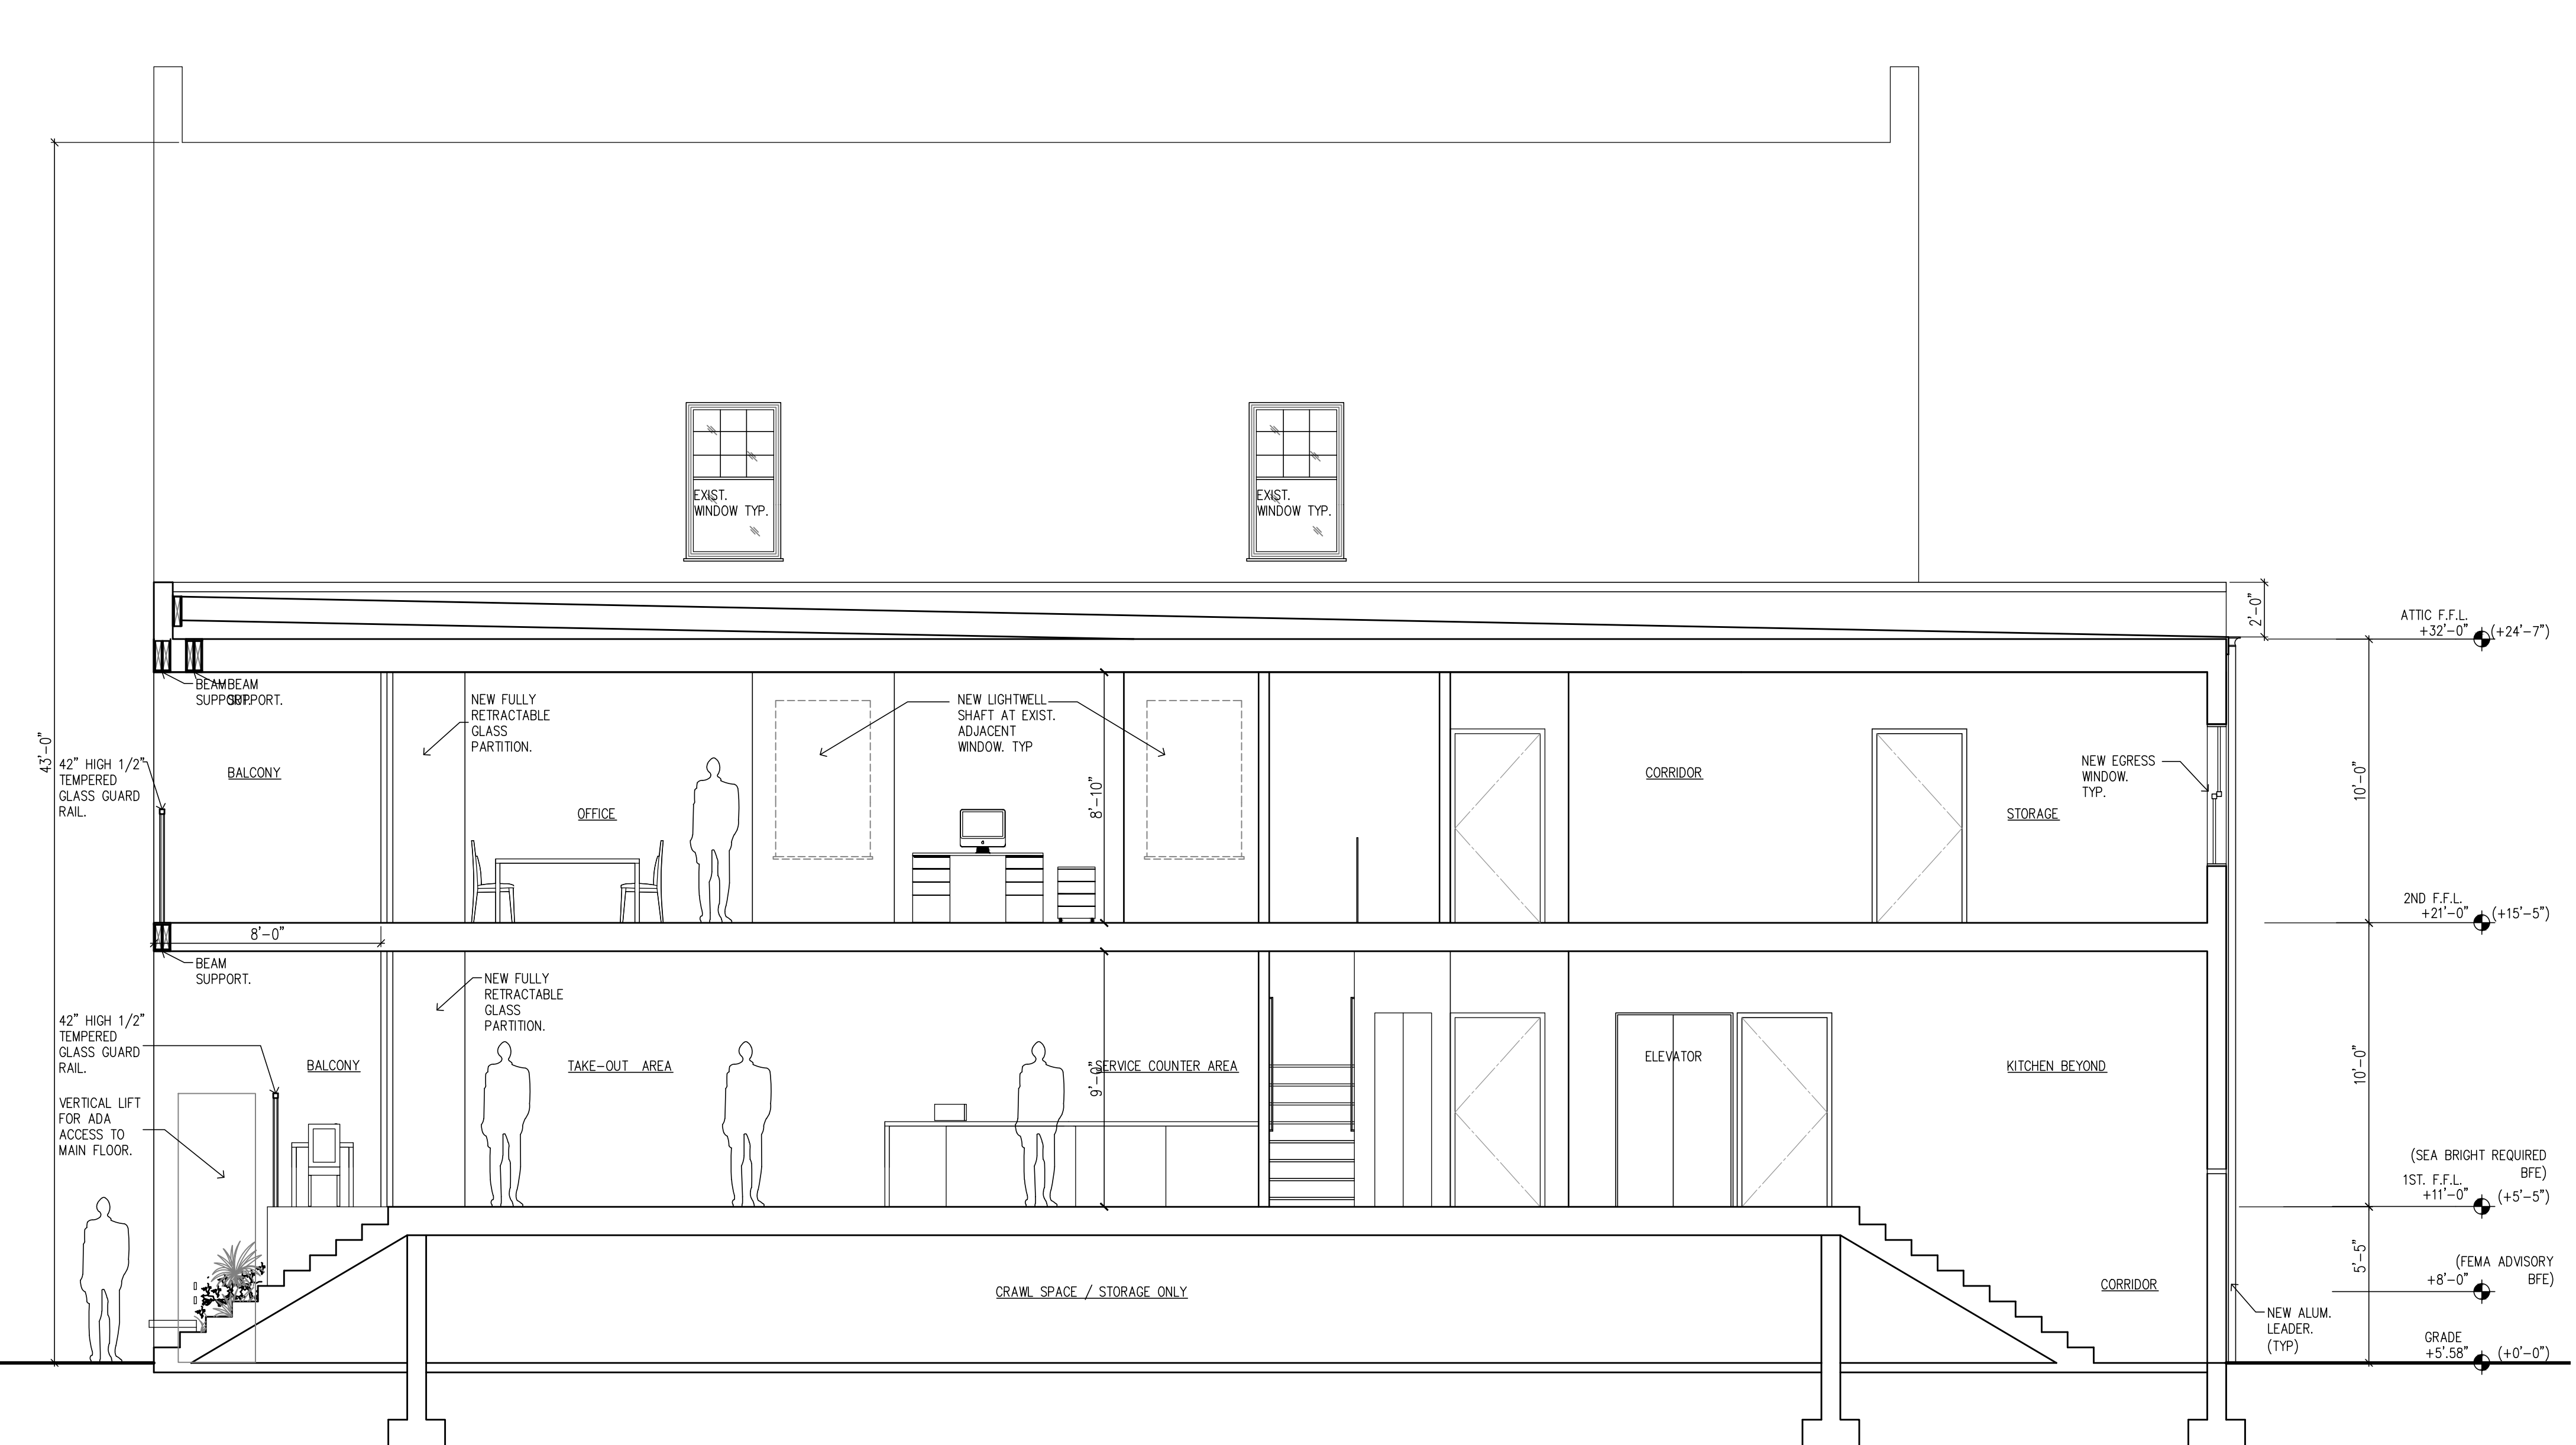 EXIST.
WINDOW TYP.
EXIST.
WINDOW TYP.
2'-0"
ATTIC F.F.L.
+32'-0" (+24'-7")
43'-0"
BEAM
SUPPORT.
BEAM
SUPPORT.
NEW FULLY
RETRACTABLE
GLASS
PARTITION.
NEW LIGHTWELL
SHAFT AT EXIST.
ADJACENT
WINDOW. TYP
42" HIGH 1/2"
TEMPERED
GLASS GUARD
RAIL.
BALCONY
OFFICE
8'-10"
CORRIDOR
STORAGE
NEW EGRESS
WINDOW.
TYP.
10'-0"
2ND F.F.L.
+21'-0" (+15'-5")
8'-0"
BEAM
SUPPORT.
NEW FULLY
RETRACTABLE
GLASS
PARTITION.
42" HIGH 1/2"
TEMPERED
GLASS GUARD
RAIL.
BALCONY
TAKE-OUT AREA
9'-0"
SERVICE COUNTER AREA
ELEVATOR
KITCHEN BEYOND
10'-0"
VERTICAL LIFT
FOR ADA
ACCESS TO
MAIN FLOOR.
(SEA BRIGHT REQUIRED
BFE)
1ST. F.F.L.
+11'-0" (+5'-5")
5'-5"
(FEMA ADVISORY
BFE)
+8'-0"
CRAWL SPACE / STORAGE ONLY
CORRIDOR
NEW ALUM.
LEADER.
(TYP)
GRADE
+5'.58" (+0'-0")